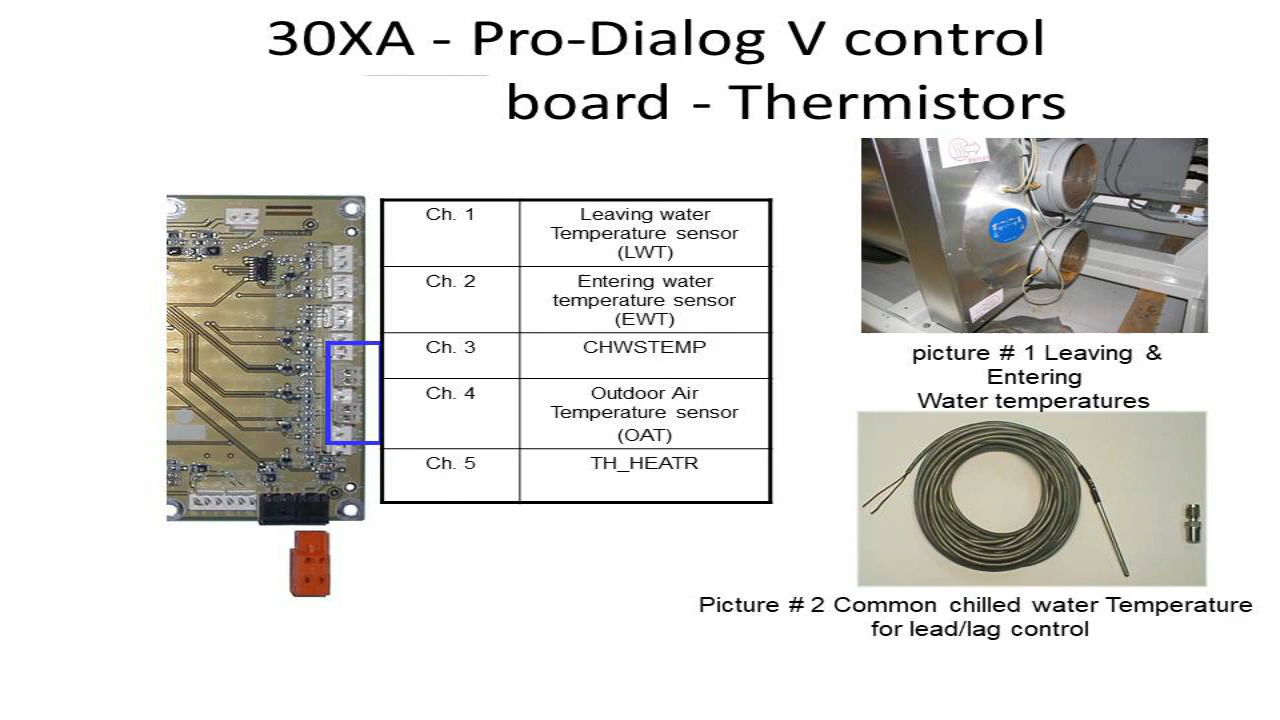 30XA - Pro-Dialog V control
board - Thermistors
Ch. 1
Leaving water
Temperature sensor
(LWT)
Ch. 2
Entering water
temperature sensor
(EWT)
Ch. 3
CHWSTEMP
Ch. 4
Outdoor Air
Temperature sensor
(OAT)
Ch. 5
TH_HEATR
picture # 1 Leaving &
Entering
Water temperatures
Picture # 2 Common chilled water Temperature
for lead/lag control